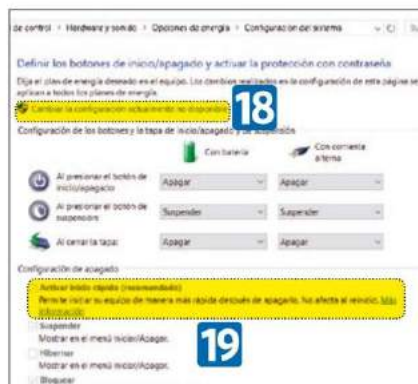 de control › Hardware y sonido › Opciones de energía › Configuración del sistema
Definir los botones de inicio/apagado y activar la protección con contraseña
Elija el plan de energía deseado en el equipo. Los cambios realizados en la configuración de esta página se
aplican a todos los planes de energía.
Cambiar la configuración actualmente no disponible
18
Configuración de los botones y la tapa de inicio/apagado y de suspensión
Con batería
Con corriente
alterna
Al presionar el botón de
inicio/apagado:
Apagar
Apagar
Al presionar el botón de
suspensión:
Suspender
Suspender
Al cerrar la tapa:
Apagar
Apagar
Configuración de apagado
Activar inicio rápido (recomendado)
Permite iniciar su equipo de manera más rápida después de apagarlo. No afecta al reinicio. Más
información
19
Suspender
Mostrar en el menú Inicio/Apagar.
Hibernar
Mostrar en el menú Inicio/Apagar.
Bloquear